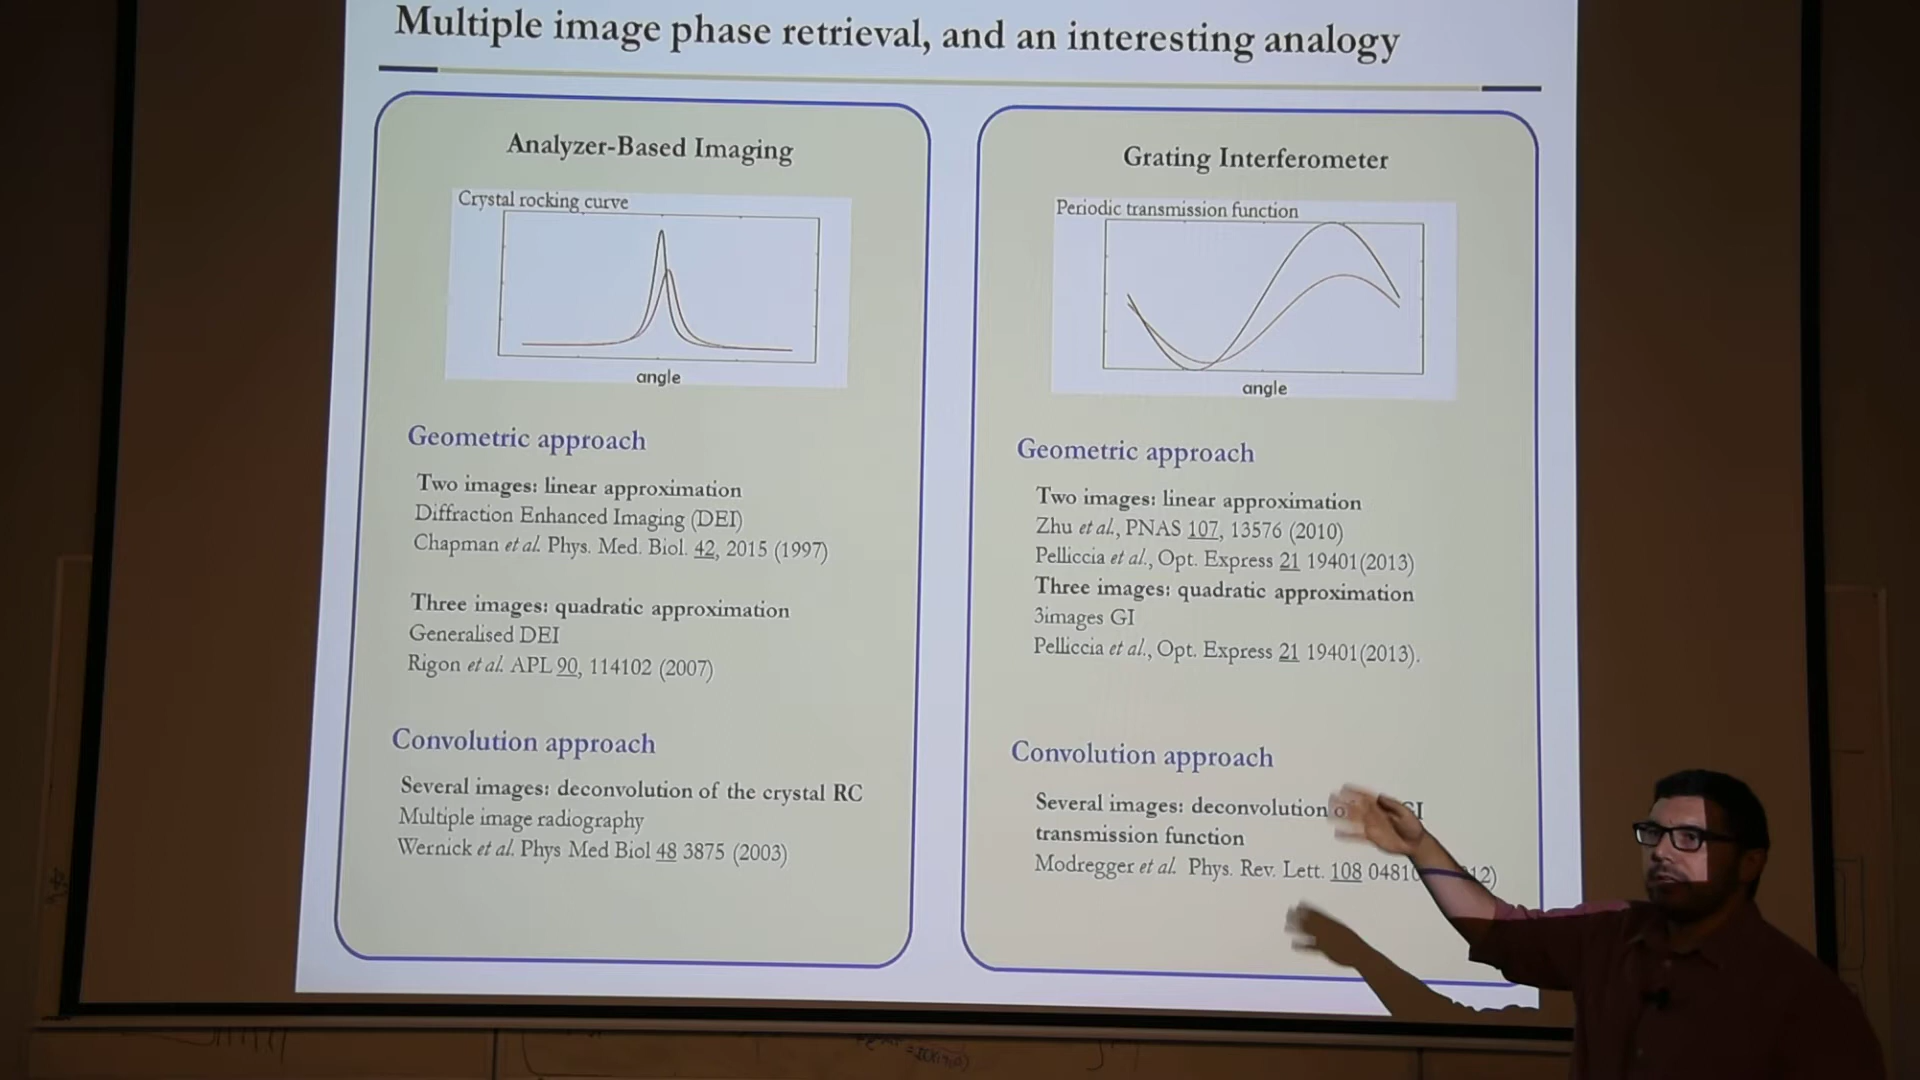 Multiple image phase retrieval, and an interesting analogy
Analyzer-Based Imaging
Crystal rocking curve
angle
Geometric approach
Two images: linear approximation
Diffraction Enhanced Imaging (DEI)
Chapman et al. Phys. Med. Biol. 42, 2015 (1997)
Three images: quadratic approximation
Generalised DEI
Rigon et al. APL 90, 114102 (2007)
Convolution approach
Several images: deconvolution of the crystal RC
Multiple image radiography
Wernick et al. Phys Med Biol 48 3875 (2003)
Grating Interferometer
Periodic transmission function
angle
Geometric approach
Two images: linear approximation
Zhu et al., PNAS 107, 13576 (2010)
Pelliccia et al., Opt. Express 21 19401(2013)
Three images: quadratic approximation
3images GI
Pelliccia et al., Opt. Express 21 19401(2013).
Convolution approach
Several images: deconvolution
transmission function
Modregger et al. Phys. Rev. Lett. 108